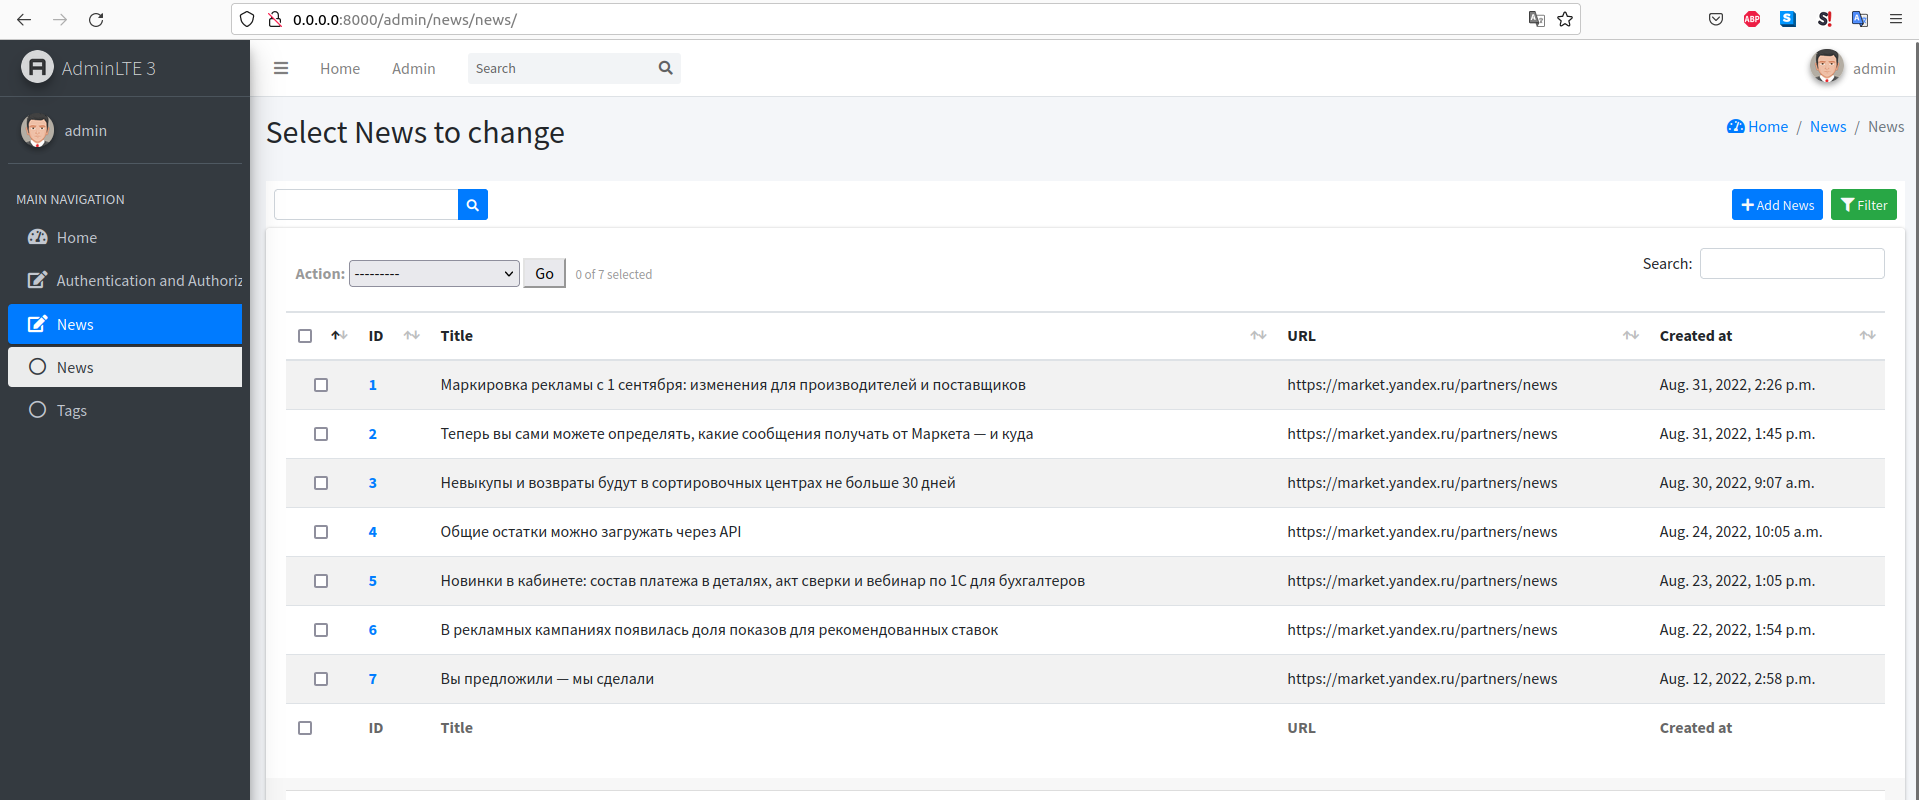 0.0.0.0:8000/admin/news/news/
ABP
AdminLTE 3
Home
Admin
Search
admin
admin
Select News to change
Home / News / News
MAIN NAVIGATION
Home
Authentication and Authoriz
News
News
Tags
Add News
Filter
Action:
---------
Go
0 of 7 selected
Search:
ID Title URL Created at
1 Маркировка рекламы с 1 сентября: изменения для производителей и поставщиков https://market.yandex.ru/partners/news Aug. 31, 2022, 2:26 p.m.
2 Теперь вы сами можете определять, какие сообщения получать от Маркета — и куда https://market.yandex.ru/partners/news Aug. 31, 2022, 1:45 p.m.
3 Невыкупы и возвраты будут в сортировочных центрах не больше 30 дней https://market.yandex.ru/partners/news Aug. 30, 2022, 9:07 a.m.
4 Общие остатки можно загружать через API https://market.yandex.ru/partners/news Aug. 24, 2022, 10:05 a.m.
5 Новинки в кабинете: состав платежа в деталях, акт сверки и вебинар по 1С для бухгалтеров https://market.yandex.ru/partners/news Aug. 23, 2022, 1:05 p.m.
6 В рекламных кампаниях появилась доля показов для рекомендованных ставок https://market.yandex.ru/partners/news Aug. 22, 2022, 1:54 p.m.
7 Вы предложили — мы сделали https://market.yandex.ru/partners/news Aug. 12, 2022, 2:58 p.m.
ID Title URL Created at